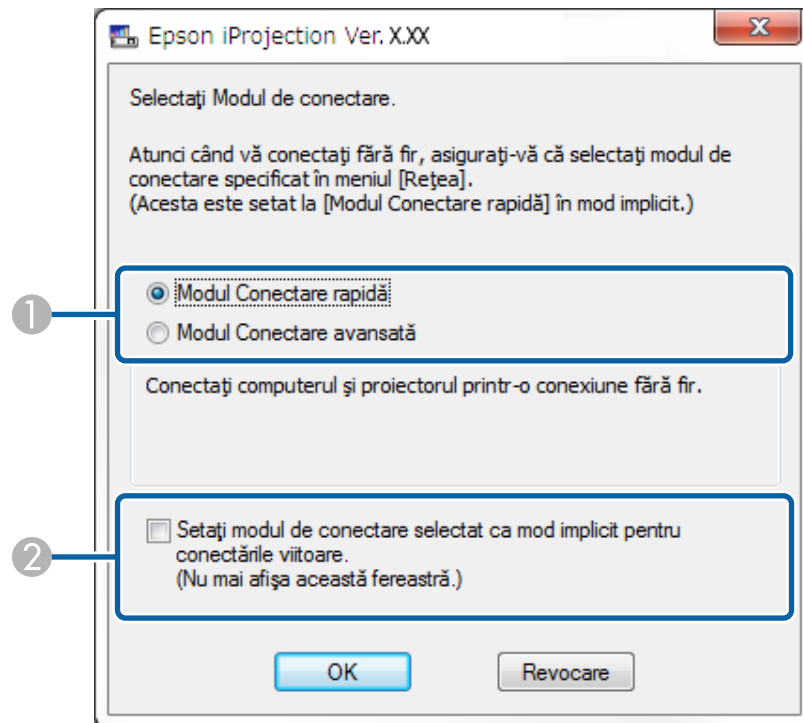 Epson iProjection Ver. X.XX
Selectaţi Modul de conectare.
Atunci când vă conectaţi fără fir, asiguraţi-vă că selectaţi modul de
conectare specificat în meniul [Reţea].
(Acesta este setat la [Modul Conectare rapidă] în mod implicit.)
1
Modul Conectare rapidă
Modul Conectare avansată
Conectaţi computerul şi proiectorul printr-o conexiune fără fir.
2
Setaţi modul de conectare selectat ca mod implicit pentru
conectările viitoare.
(Nu mai afişa această fereastră.)
OK
Revocare